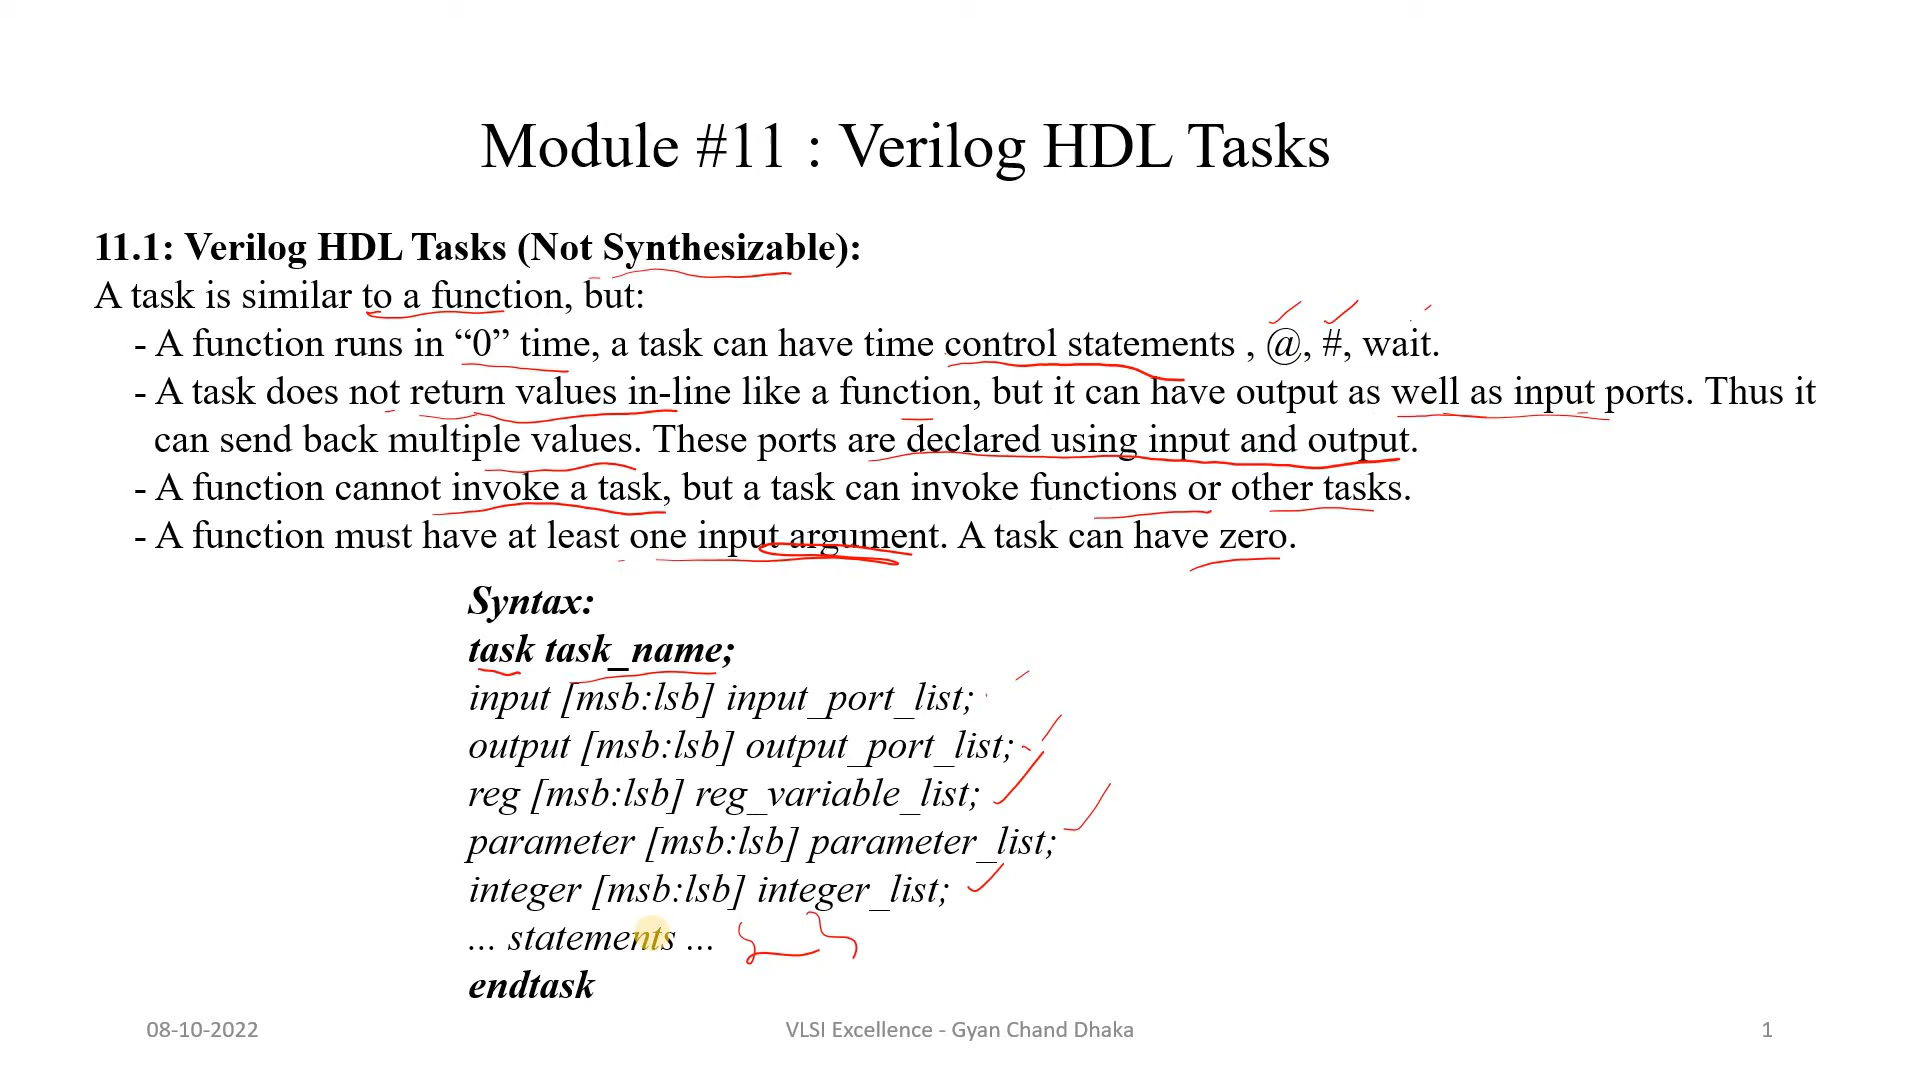 Module #11 : Verilog HDL Tasks
11.1: Verilog HDL Tasks (Not Synthesizable):
A task is similar to a function, but:
- A function runs in “0” time, a task can have time control statements , @, #, wait.
- A task does not return values in-line like a function, but it can have output as well as input ports. Thus it
can send back multiple values. These ports are declared using input and output.
- A function cannot invoke a task, but a task can invoke functions or other tasks.
- A function must have at least one input argument. A task can have zero.
Syntax:
task task_name;
input [msb:lsb] input_port_list;
output [msb:lsb] output_port_list;
reg [msb:lsb] reg_variable_list;
parameter [msb:lsb] parameter_list;
integer [msb:lsb] integer_list;
... statements ...
endtask
08-10-2022
VLSI Excellence - Gyan Chand Dhaka
1